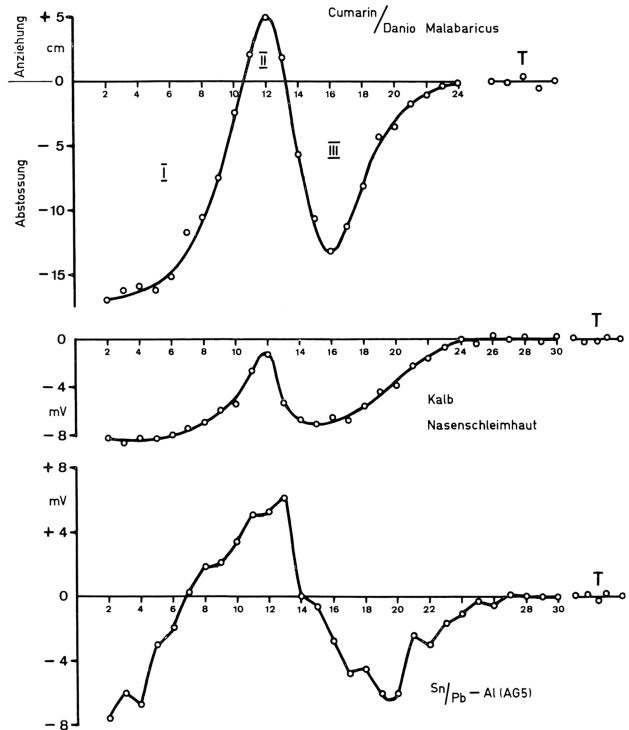 Cumarin/Danio Malabaricus
Anziehung
cm
Abstossung
+5
0
−5
−10
−15
2 4 6 8 10 12 14 16 18 20 22 24
I
II
III
T
0
−4
mV
−8
2 4 6 8 10 12 14 16 18 20 22 24 26 28 30
T
Kalb
Nasenschleimhaut
+8
mV
+4
0
−4
−8
2 4 6 8 10 12 14 16 18 20 22 24 26 28 30
T
Sn/Pb – Al (AG5)